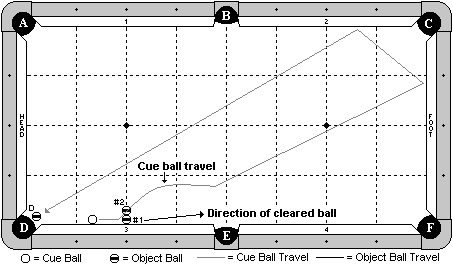 A
B
C
1
2
HEAD
FOOT
Cue ball travel
#2
D
#1
Direction of cleared ball
D
3
E
4
F
= Cue Ball
= Object Ball
= Cue Ball Travel
= Object Ball Travel